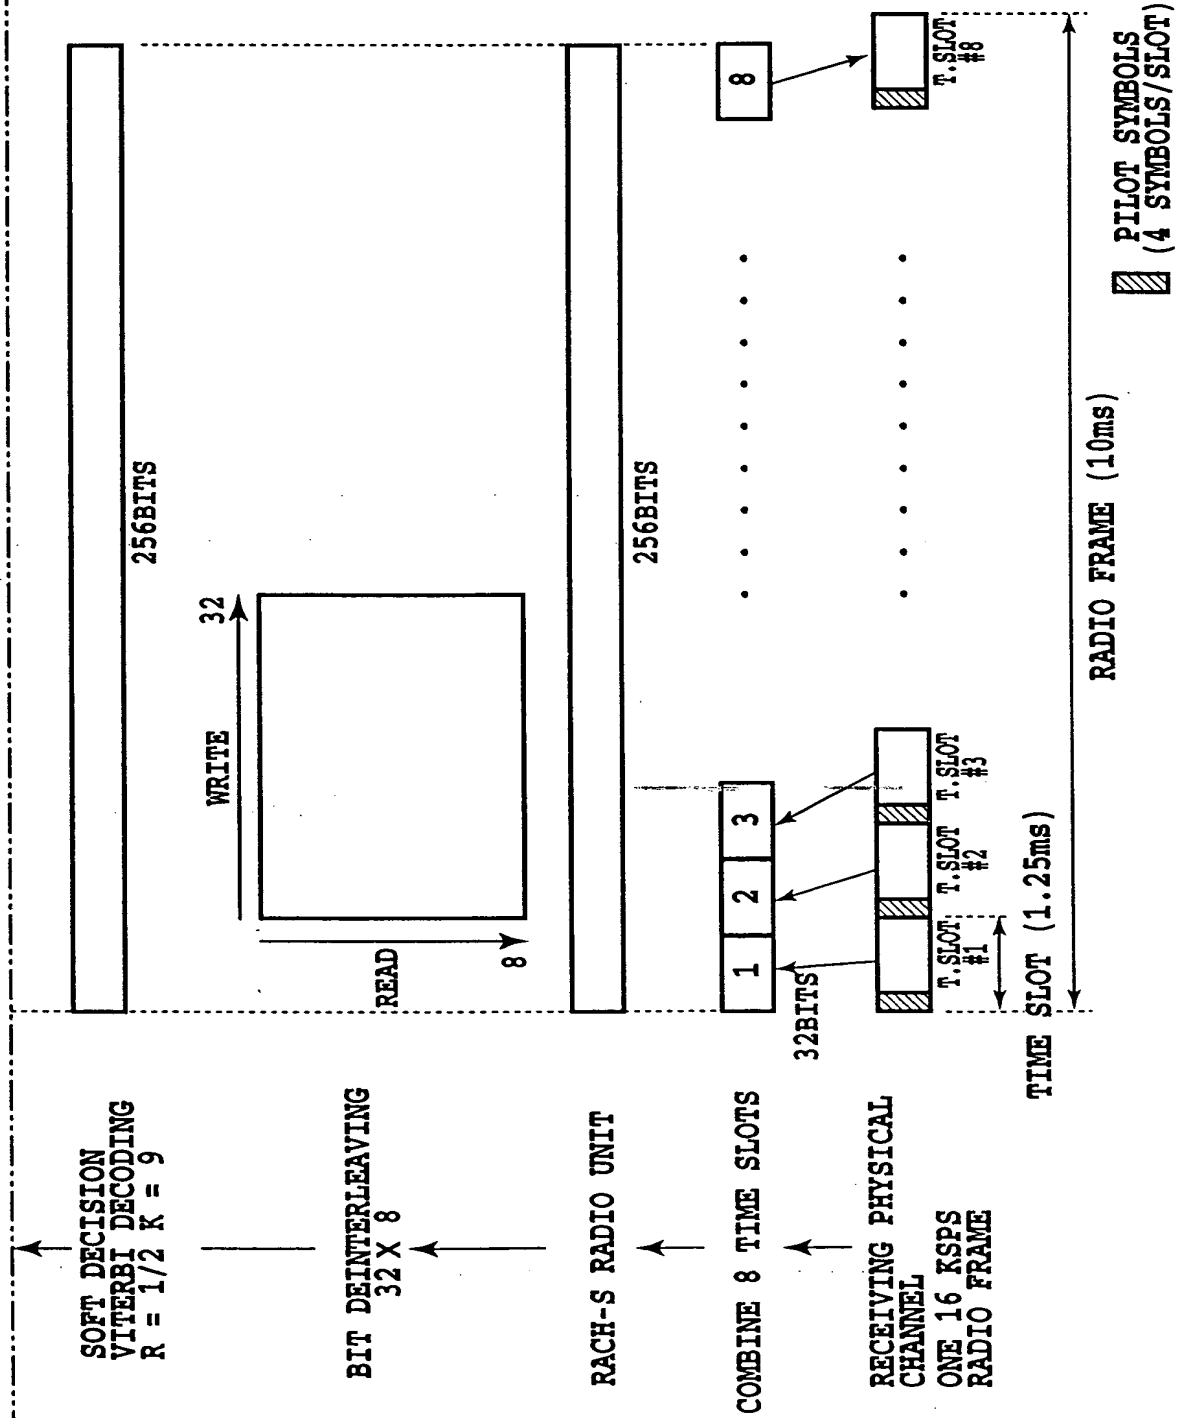 SOFT DECISION
VITERBI DECODING
R = 1/2 K = 9
256BITS
BIT DEINTERLEAVING
32 X 8
WRITE
32
READ
8
RACH-S RADIO UNIT
256BITS
COMBINE 8 TIME SLOTS
1
2
3
8
32BITS
RECEIVING PHYSICAL
CHANNEL
ONE 16 KSPS
RADIO FRAME
T.SLOT
#1
T.SLOT
#2
T.SLOT
#3
T.SLOT
#8
TIME SLOT (1.25ms)
RADIO FRAME (10ms)
PILOT SYMBOLS
(4 SYMBOLS/SLOT)